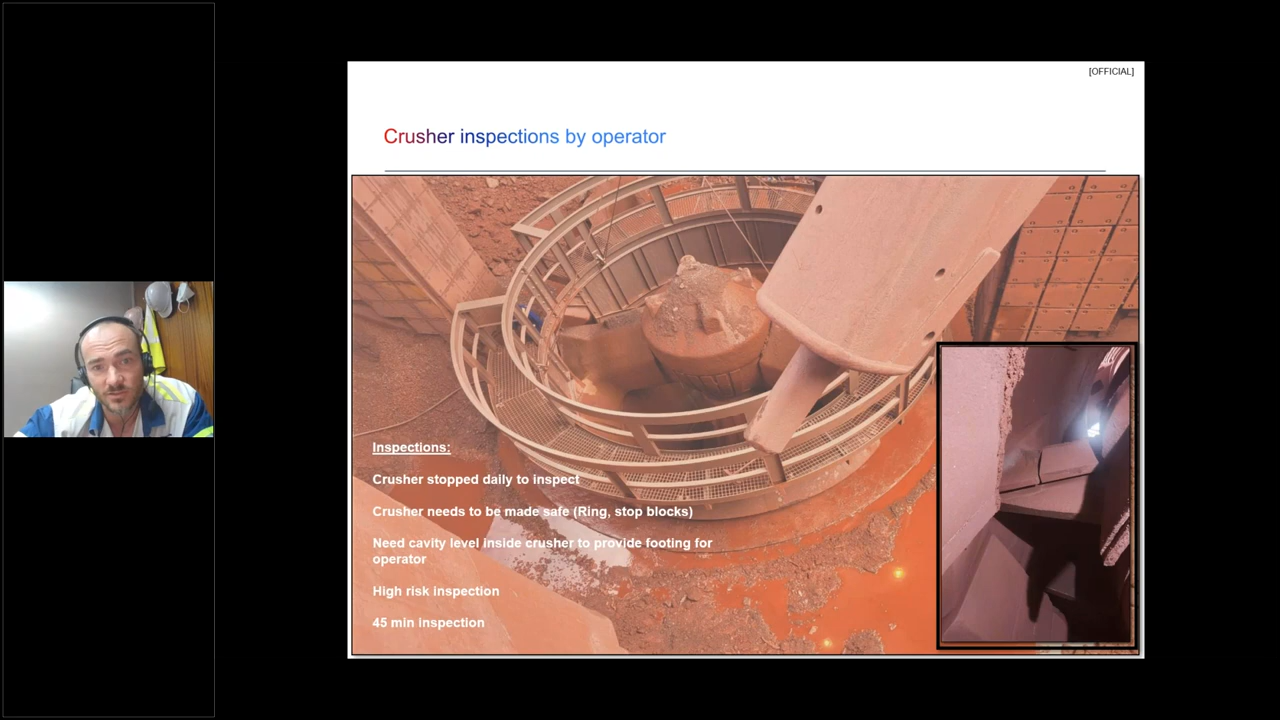 [OFFICIAL]
Crusher inspections by operator
Inspections:
Crusher stopped daily to inspect
Crusher needs to be made safe (Ring, stop blocks)
Need cavity level inside crusher to provide footing for
operator
High risk inspection
45 min inspection